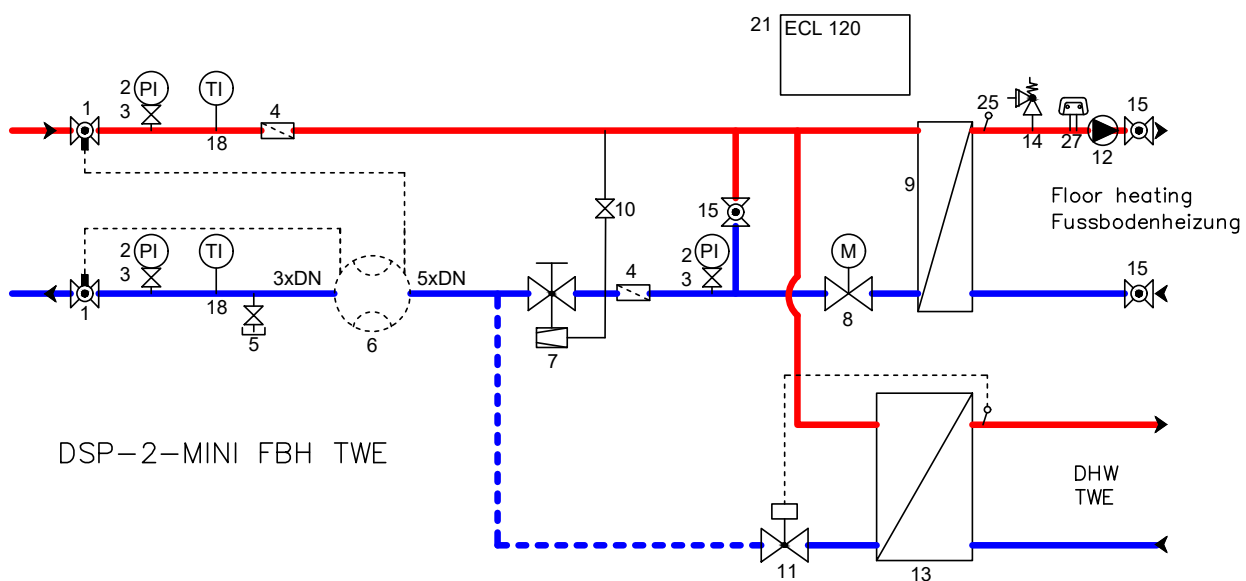 21 ECL 120
1
2 PI
3
TI
18
4
25
14
27
12
15
9
Floor heating
Fussbodenheizung
10
15
2 PI
3
4
M
8
15
1
2 PI
3
TI
18
5
3xDN
5xDN
6
7
DSP-2-MINI FBH TWE
DHW
TWE
11
13